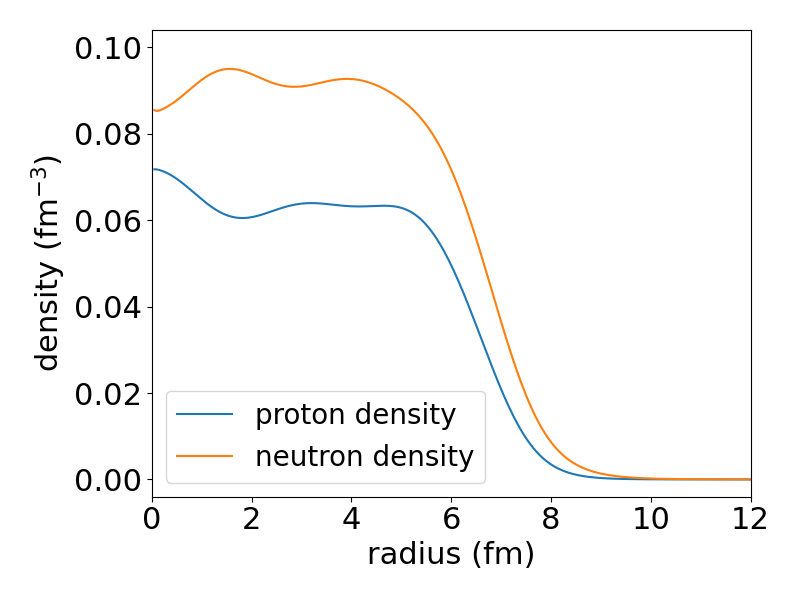 density (fm⁻³)
0.10
0.08
0.06
0.04
0.02
0.00
proton density
neutron density
0 2 4 6 8 10 12
radius (fm)